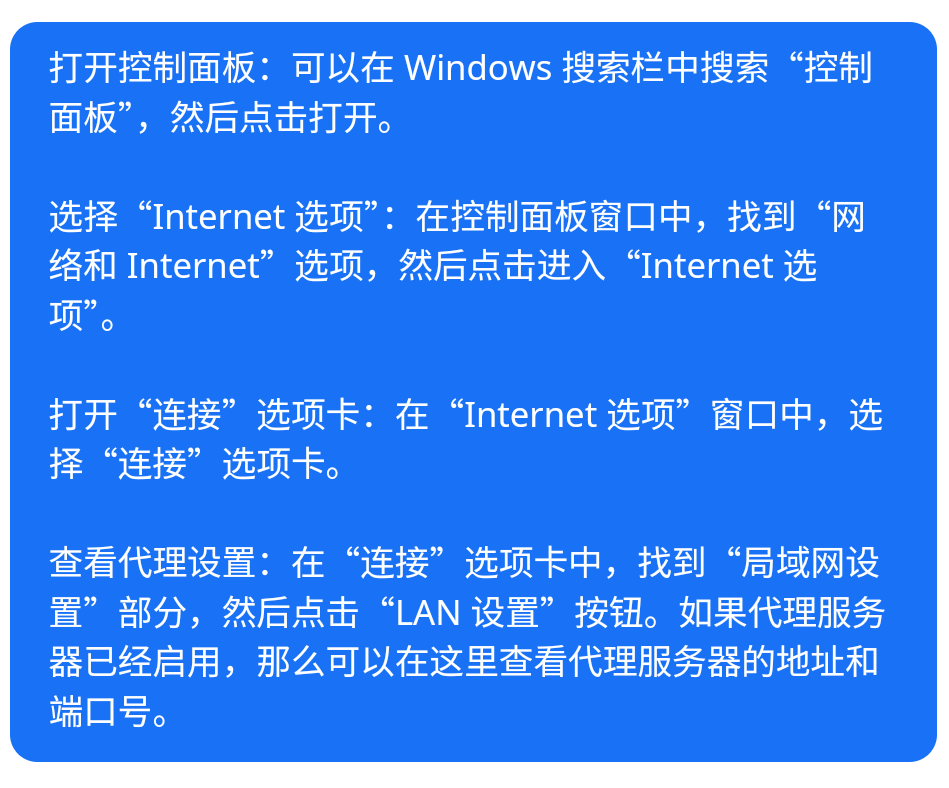 打开控制面板：可以在 Windows 搜索栏中搜索“控制
面板”，然后点击打开。
选择“Internet 选项”：在控制面板窗口中，找到“网
络和 Internet”选项，然后点击进入“Internet 选
项”。
打开“连接”选项卡：在“Internet 选项”窗口中，选
择“连接”选项卡。
查看代理设置：在“连接”选项卡中，找到“局域网设
置”部分，然后点击“LAN 设置”按钮。如果代理服务
器已经启用，那么可以在这里查看代理服务器的地址和
端口号。